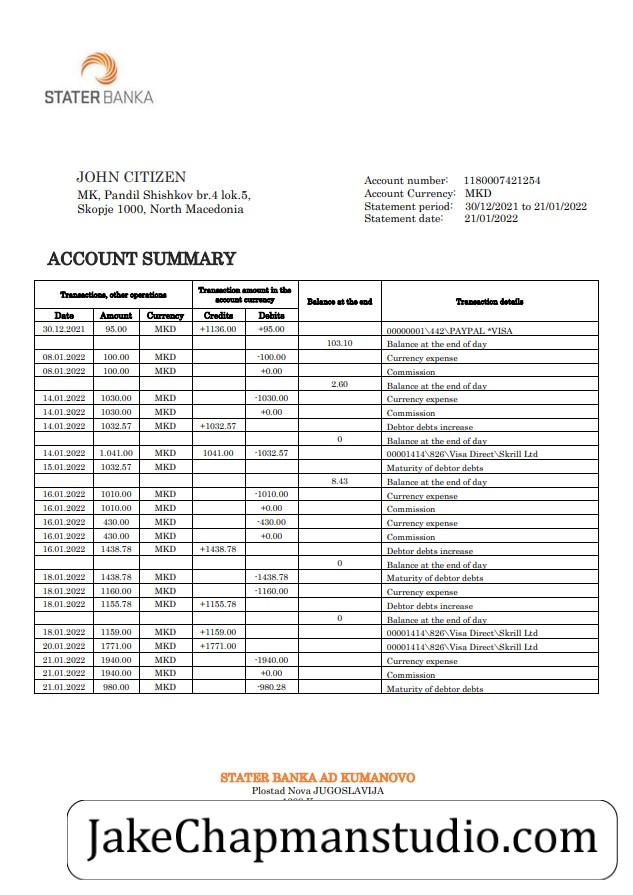 STATER BANKA
JOHN CITIZEN
MK, Pandil Shishkov br.4 lok.5,
Skopje 1000, North Macedonia
Account number: 1180007421254
Account Currency: MKD
Statement period: 30/12/2021 to 21/01/2022
Statement date: 21/01/2022
ACCOUNT SUMMARY
Transactions, other operations | Transaction amount in the account currency | Balance at the end | Transaction details
Date | Amount | Currency | Credits | Debits
30.12.2021 95.00 MKD +1136.00 +95.00 00000001\442\PAYPAL *VISA
103.10 Balance at the end of day
08.01.2022 100.00 MKD -100.00 Currency expense
08.01.2022 100.00 MKD +0.00 Commission
2.60 Balance at the end of day
14.01.2022 1030.00 MKD -1030.00 Currency expense
14.01.2022 1030.00 MKD +0.00 Commission
14.01.2022 1032.57 MKD +1032.57 Debtor debts increase
0 Balance at the end of day
14.01.2022 1.041.00 MKD 1041.00 -1032.57 00001414\826\Visa Direct\Skrill Ltd
15.01.2022 1032.57 MKD Maturity of debtor debts
8.43 Balance at the end of day
16.01.2022 1010.00 MKD -1010.00 Currency expense
16.01.2022 1010.00 MKD +0.00 Commission
16.01.2022 430.00 MKD -430.00 Currency expense
16.01.2022 430.00 MKD +0.00 Commission
16.01.2022 1438.78 MKD +1438.78 Debtor debts increase
0 Balance at the end of day
18.01.2022 1438.78 MKD -1438.78 Maturity of debtor debts
18.01.2022 1160.00 MKD -1160.00 Currency expense
18.01.2022 1155.78 MKD +1155.78 Debtor debts increase
0 Balance at the end of day
18.01.2022 1159.00 MKD +1159.00 00001414\826\Visa Direct\Skrill Ltd
20.01.2022 1771.00 MKD +1771.00 00001414\826\Visa Direct\Skrill Ltd
21.01.2022 1940.00 MKD -1940.00 Currency expense
21.01.2022 1940.00 MKD +0.00 Commission
21.01.2022 980.00 MKD -980.28 Maturity of debtor debts
STATER BANKA AD KUMANOVO
Plostad Nova JUGOSLAVIJA
JakeChapmanstudio.com